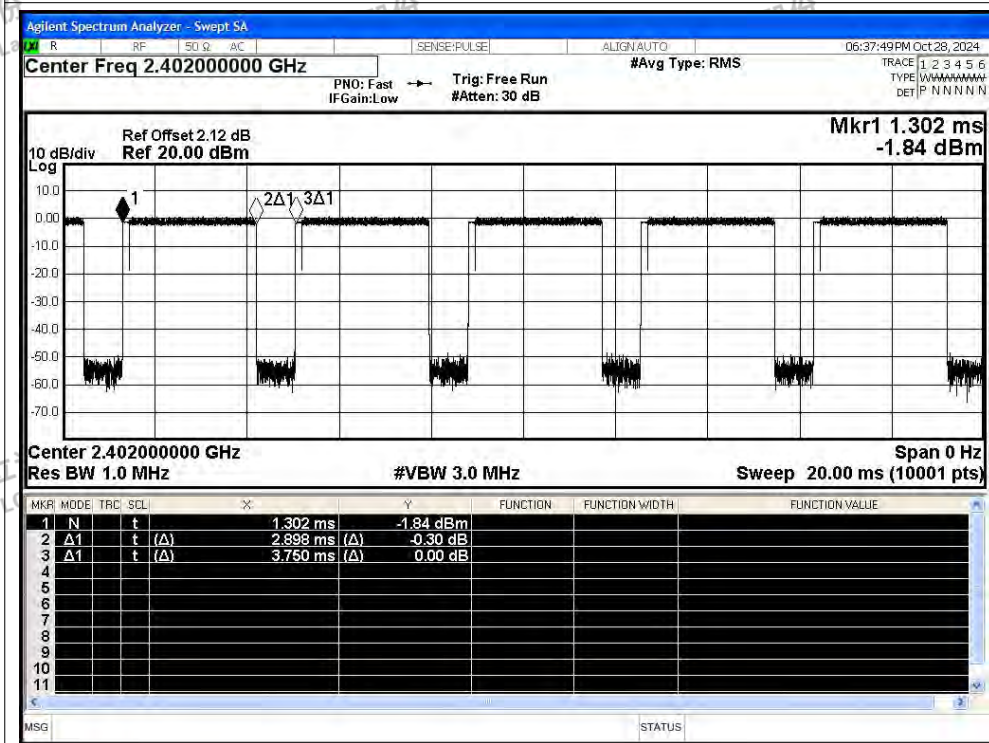 Agilent Spectrum Analyzer - Swept SA
R RF 50 Ω AC SENSE:PULSE ALIGN AUTO 06:37:49 PM Oct 28, 2024
Center Freq 2.402000000 GHz
PNO: Fast
IFGain:Low
Trig: Free Run
#Atten: 30 dB
#Avg Type: RMS
TRACE 1 2 3 4 5 6
TYPE
DET P N N N N N
Ref Offset 2.12 dB
10 dB/div Ref 20.00 dBm
Log
Mkr1 1.302 ms
-1.84 dBm
1 2Δ1 3Δ1
10.0
0.00
-10.0
-20.0
-30.0
-40.0
-50.0
-60.0
-70.0
Center 2.402000000 GHz Span 0 Hz
Res BW 1.0 MHz #VBW 3.0 MHz Sweep 20.00 ms (10001 pts)
MKR MODE TRC SCL X Y FUNCTION FUNCTION WIDTH FUNCTION VALUE
1 N t 1.302 ms -1.84 dBm
2 Δ1 t (Δ) 2.898 ms (Δ) -0.30 dB
3 Δ1 t (Δ) 3.750 ms (Δ) 0.00 dB
4
5
6
7
8
9
10
11
MSG STATUS